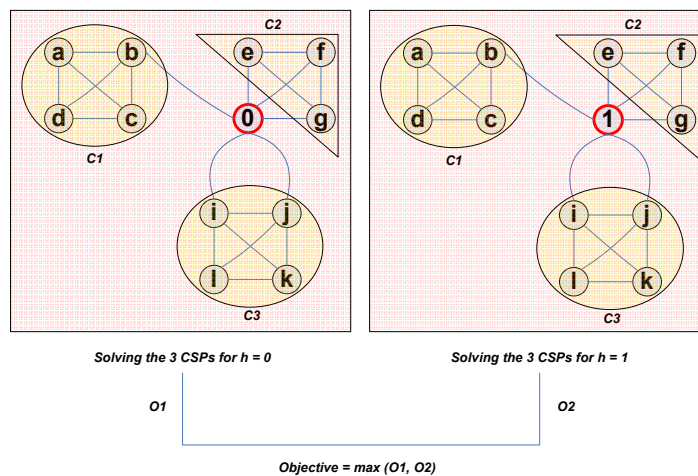 C2
a b e f
d c 0 g
C1
i j
l k
C3
Solving the 3 CSPs for h = 0
C2
a b e f
d c 1 g
C1
i j
l k
C3
Solving the 3 CSPs for h = 1
O1
O2
Objective = max (O1, O2)